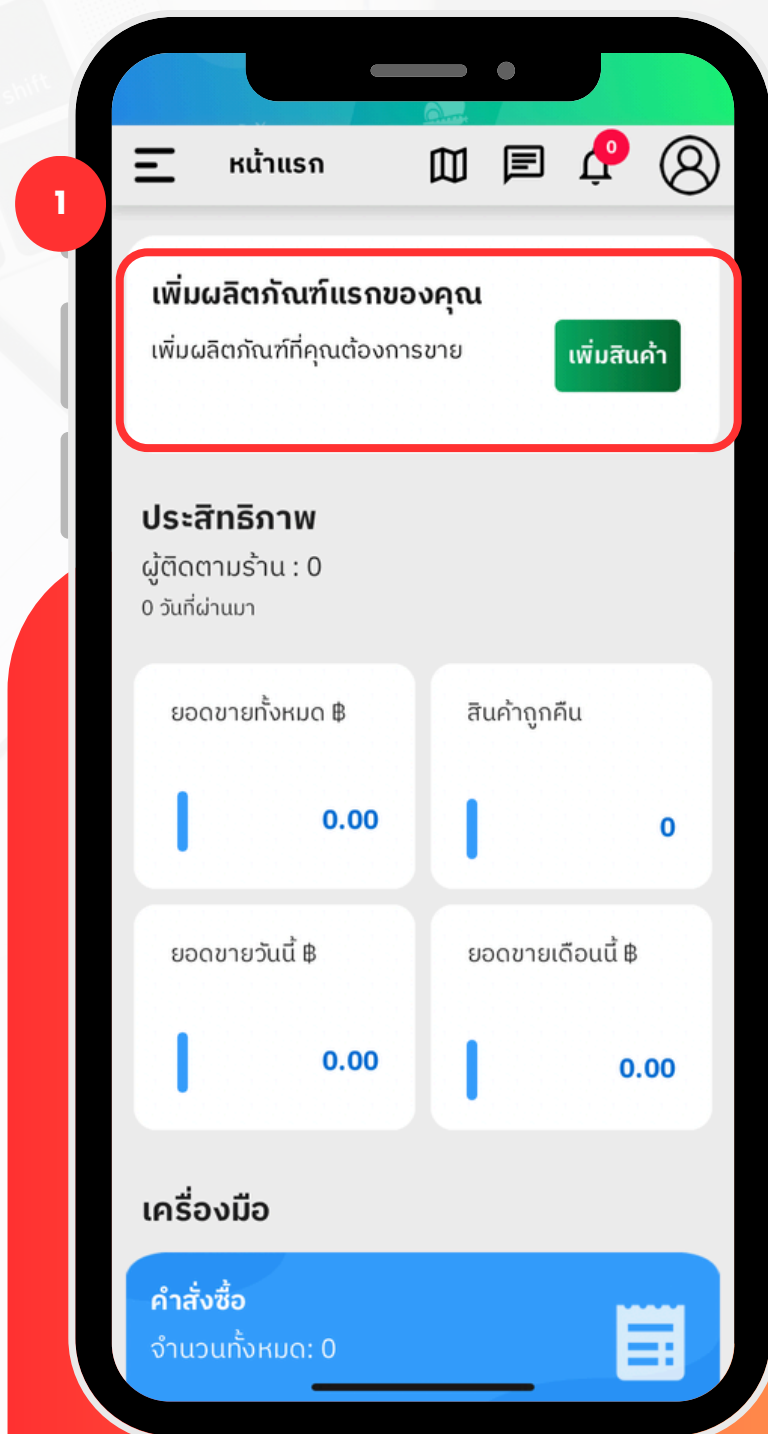 shift
1
หน้าแรก
0
เพิ่มผลิตภัณฑ์แรกของคุณ
เพิ่มผลิตภัณฑ์ที่คุณต้องการขาย
เพิ่มสินค้า
ประสิทธิภาพ
ผู้ติดตามร้าน : 0
0 วันที่ผ่านมา
ยอดขายทั้งหมด ฿
สินค้าถูกคืน
0.00
0
ยอดขายวันนี้ ฿
ยอดขายเดือนนี้ ฿
0.00
0.00
เครื่องมือ
คำสั่งซื้อ
จำนวนทั้งหมด: 0